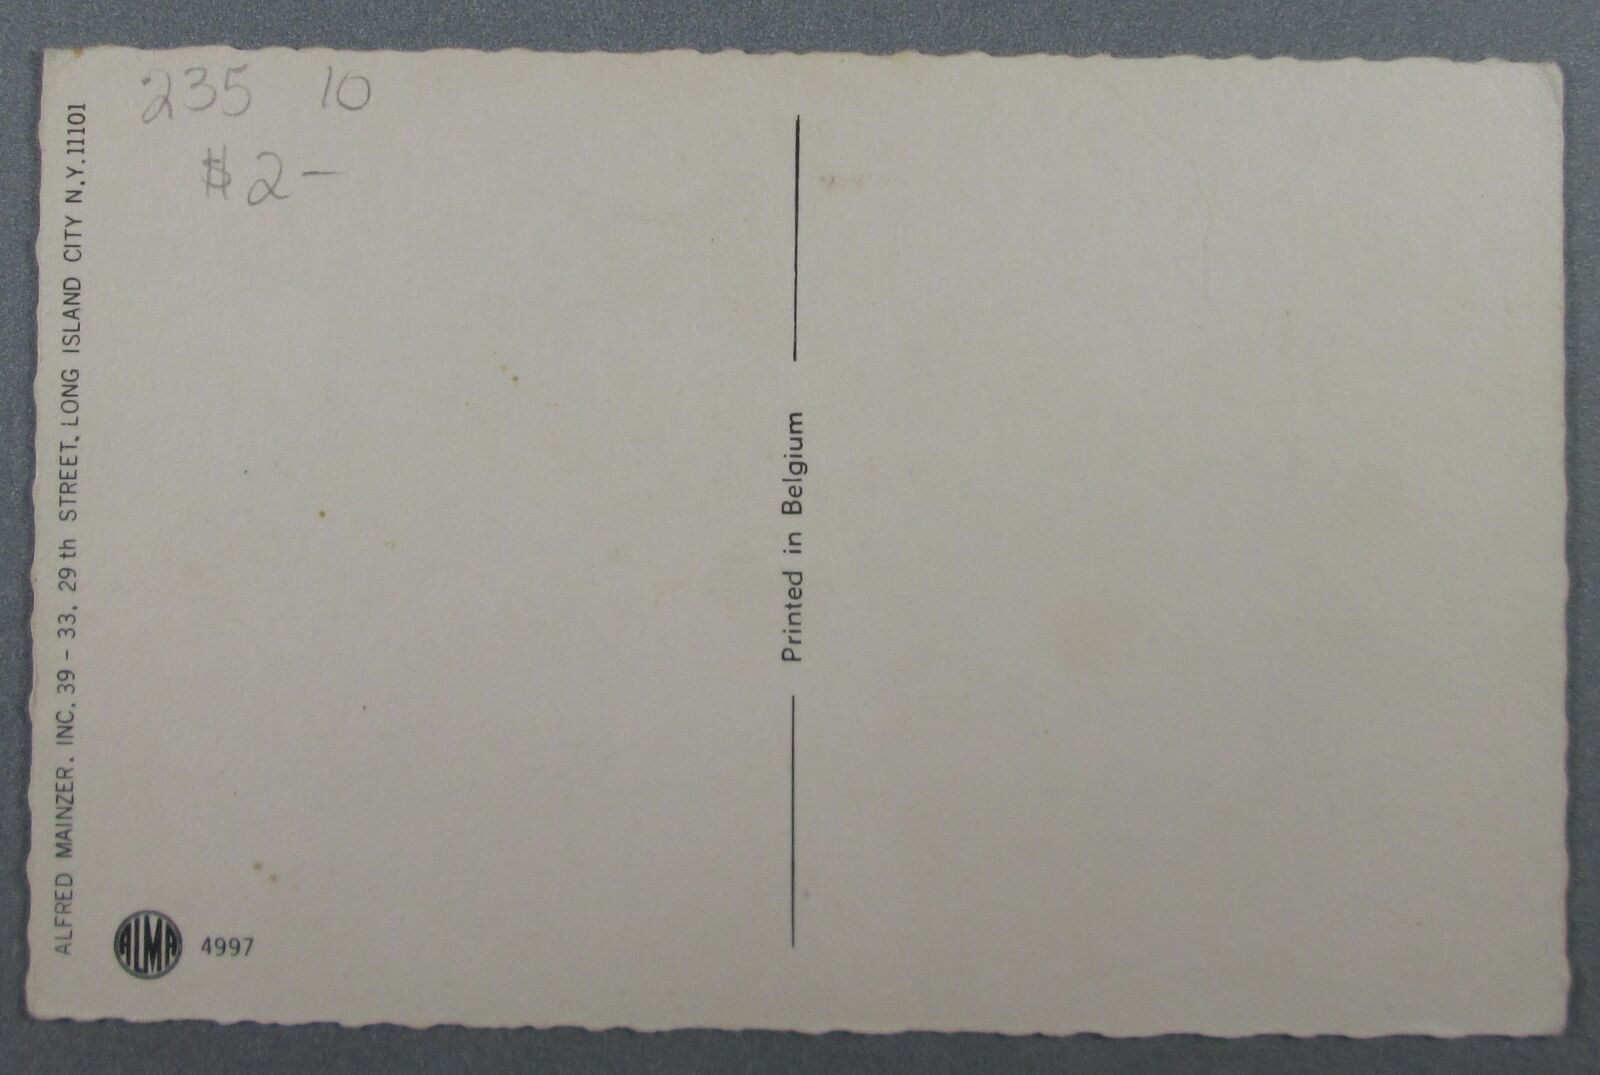 235 10
$2-
ALFRED MAINZER. INC. 39 - 33. 29 th STREET. LONG ISLAND CITY N.Y. 11101
Printed in Belgium
ALMA 4997